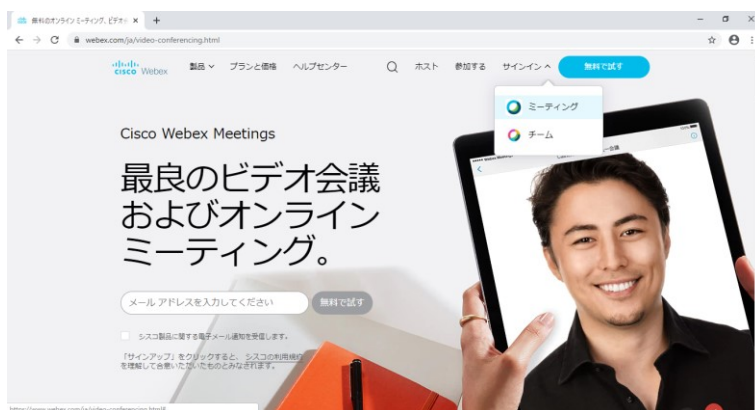 無料のオンライン ミーティング、ビデオ
webex.com/ja/video-conferencing.html
CISCO Webex 製品 プランと価格 ヘルプセンター ホスト 参加する サインイン 無料で試す
ミーティング
チーム
Cisco Webex Meetings
最良のビデオ会議
およびオンライン
ミーティング。
メール アドレスを入力してください 無料で試す
シスコ製品に関する電子メール通知を受信します。
「サインアップ」をクリックすると、シスコの利用規約
を理解して合意いただいたものとみなされます。
https://www.webex.com/ja/video-conferencing.html#